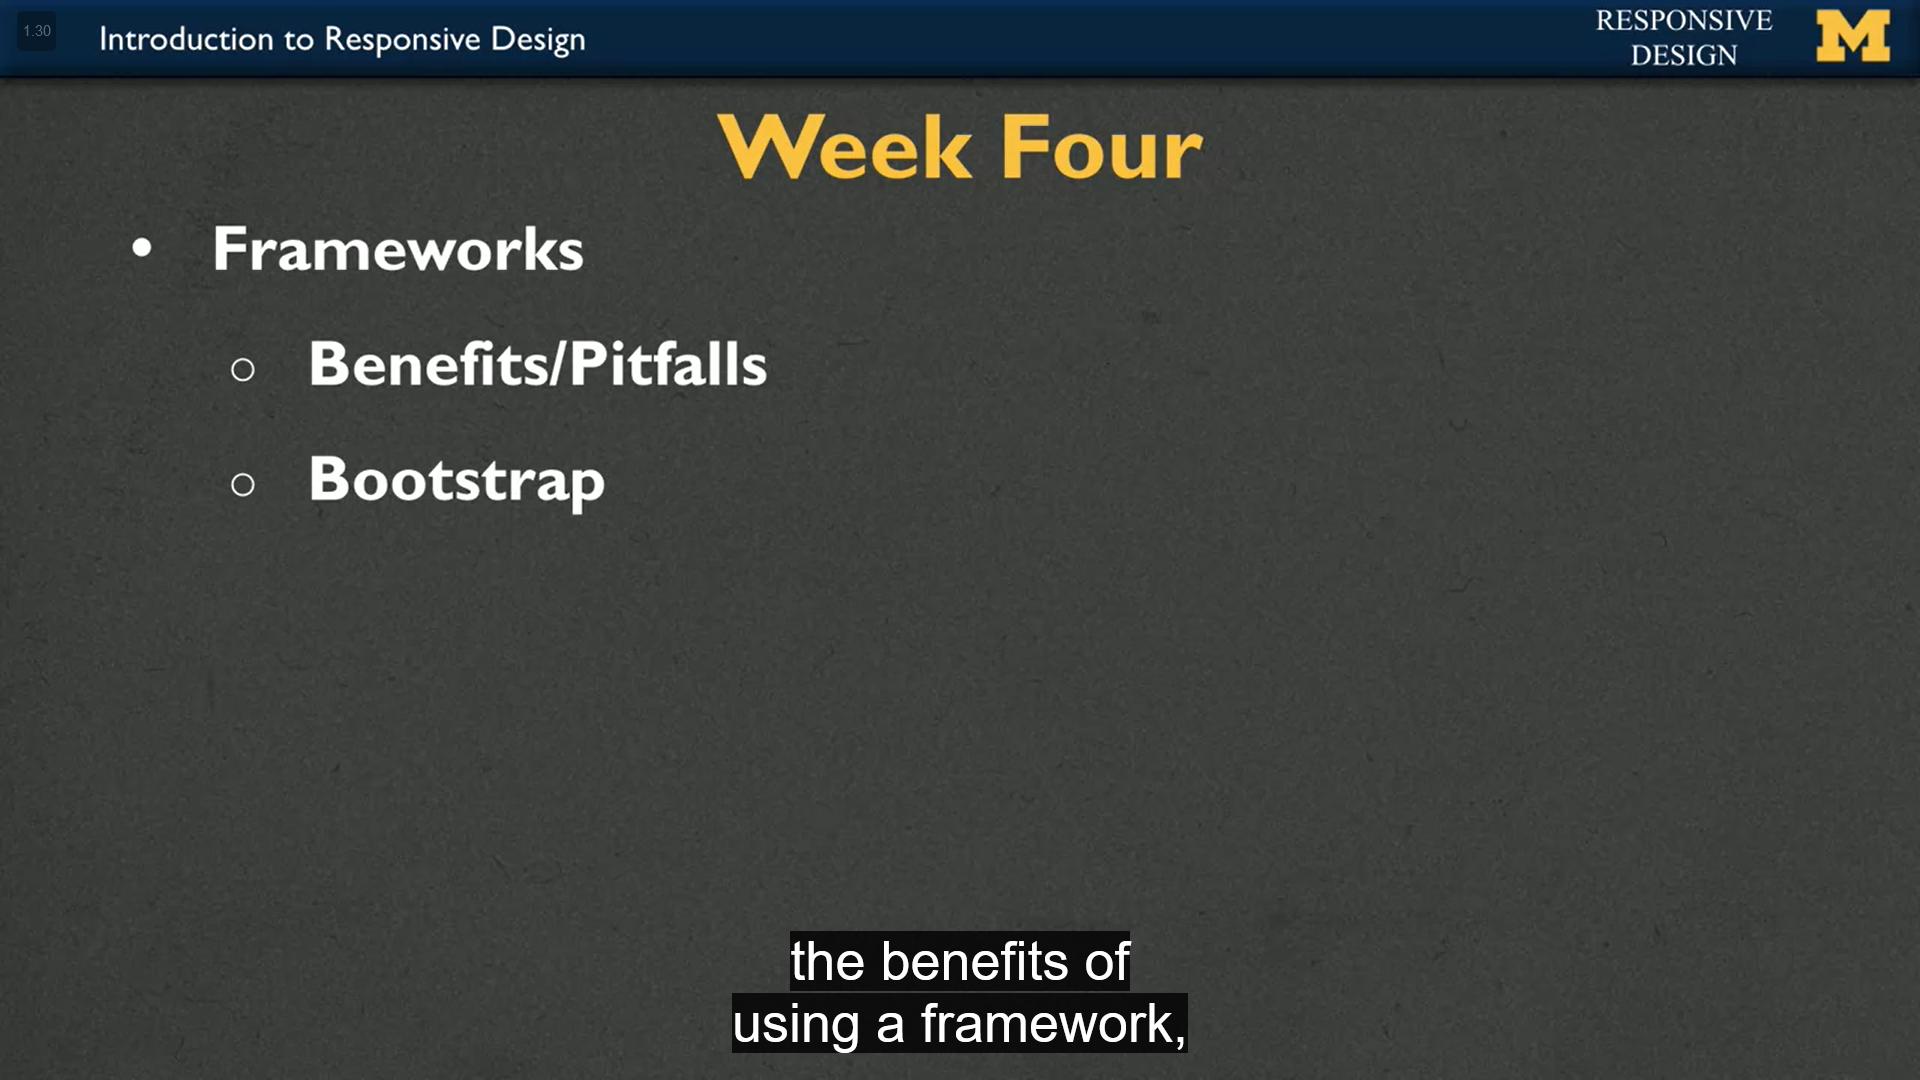 1.30
Introduction to Responsive Design
RESPONSIVE
DESIGN
M
Week Four
• Frameworks
○ Benefits/Pitfalls
○ Bootstrap
the benefits of
using a framework,